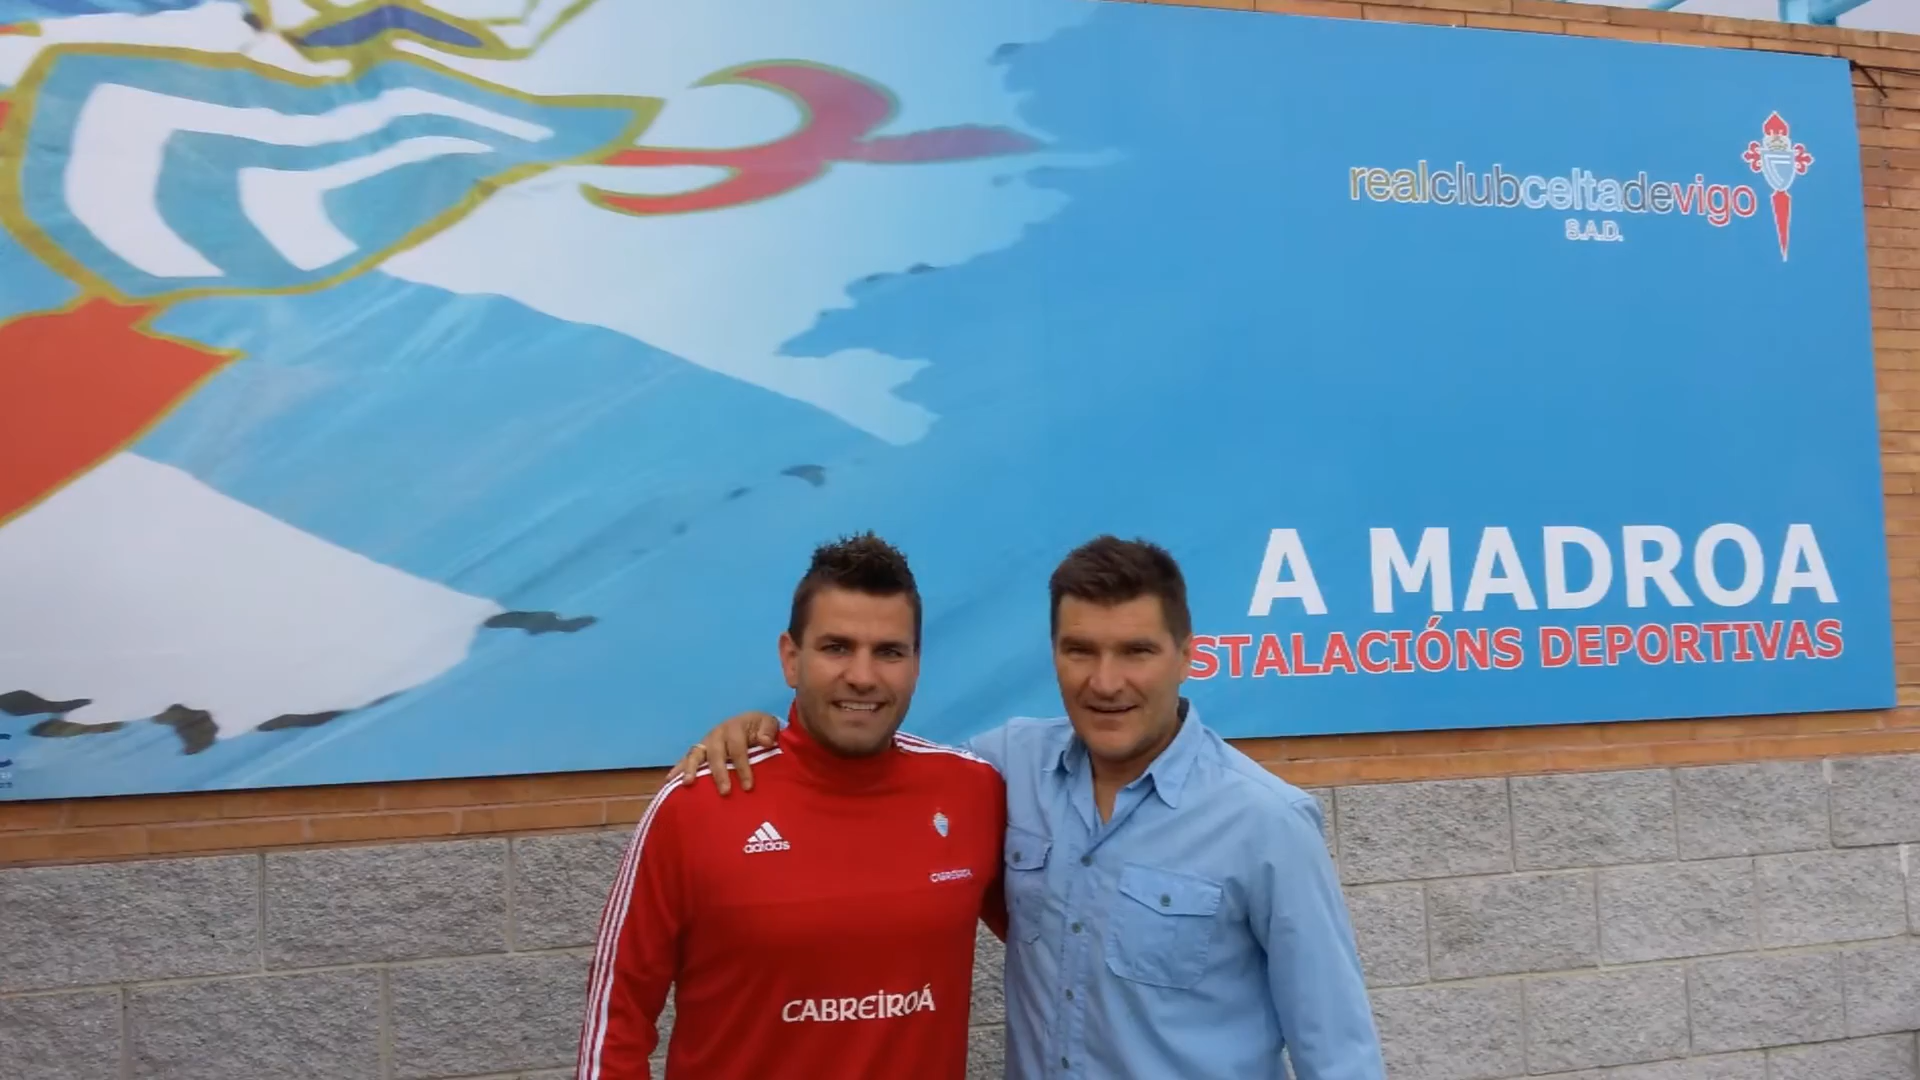 realclubceltadevigo
S.A.D.
A MADROA
STALACIÓNS DEPORTIVAS
adidas
CABREIROÁ
CABREIROÁ